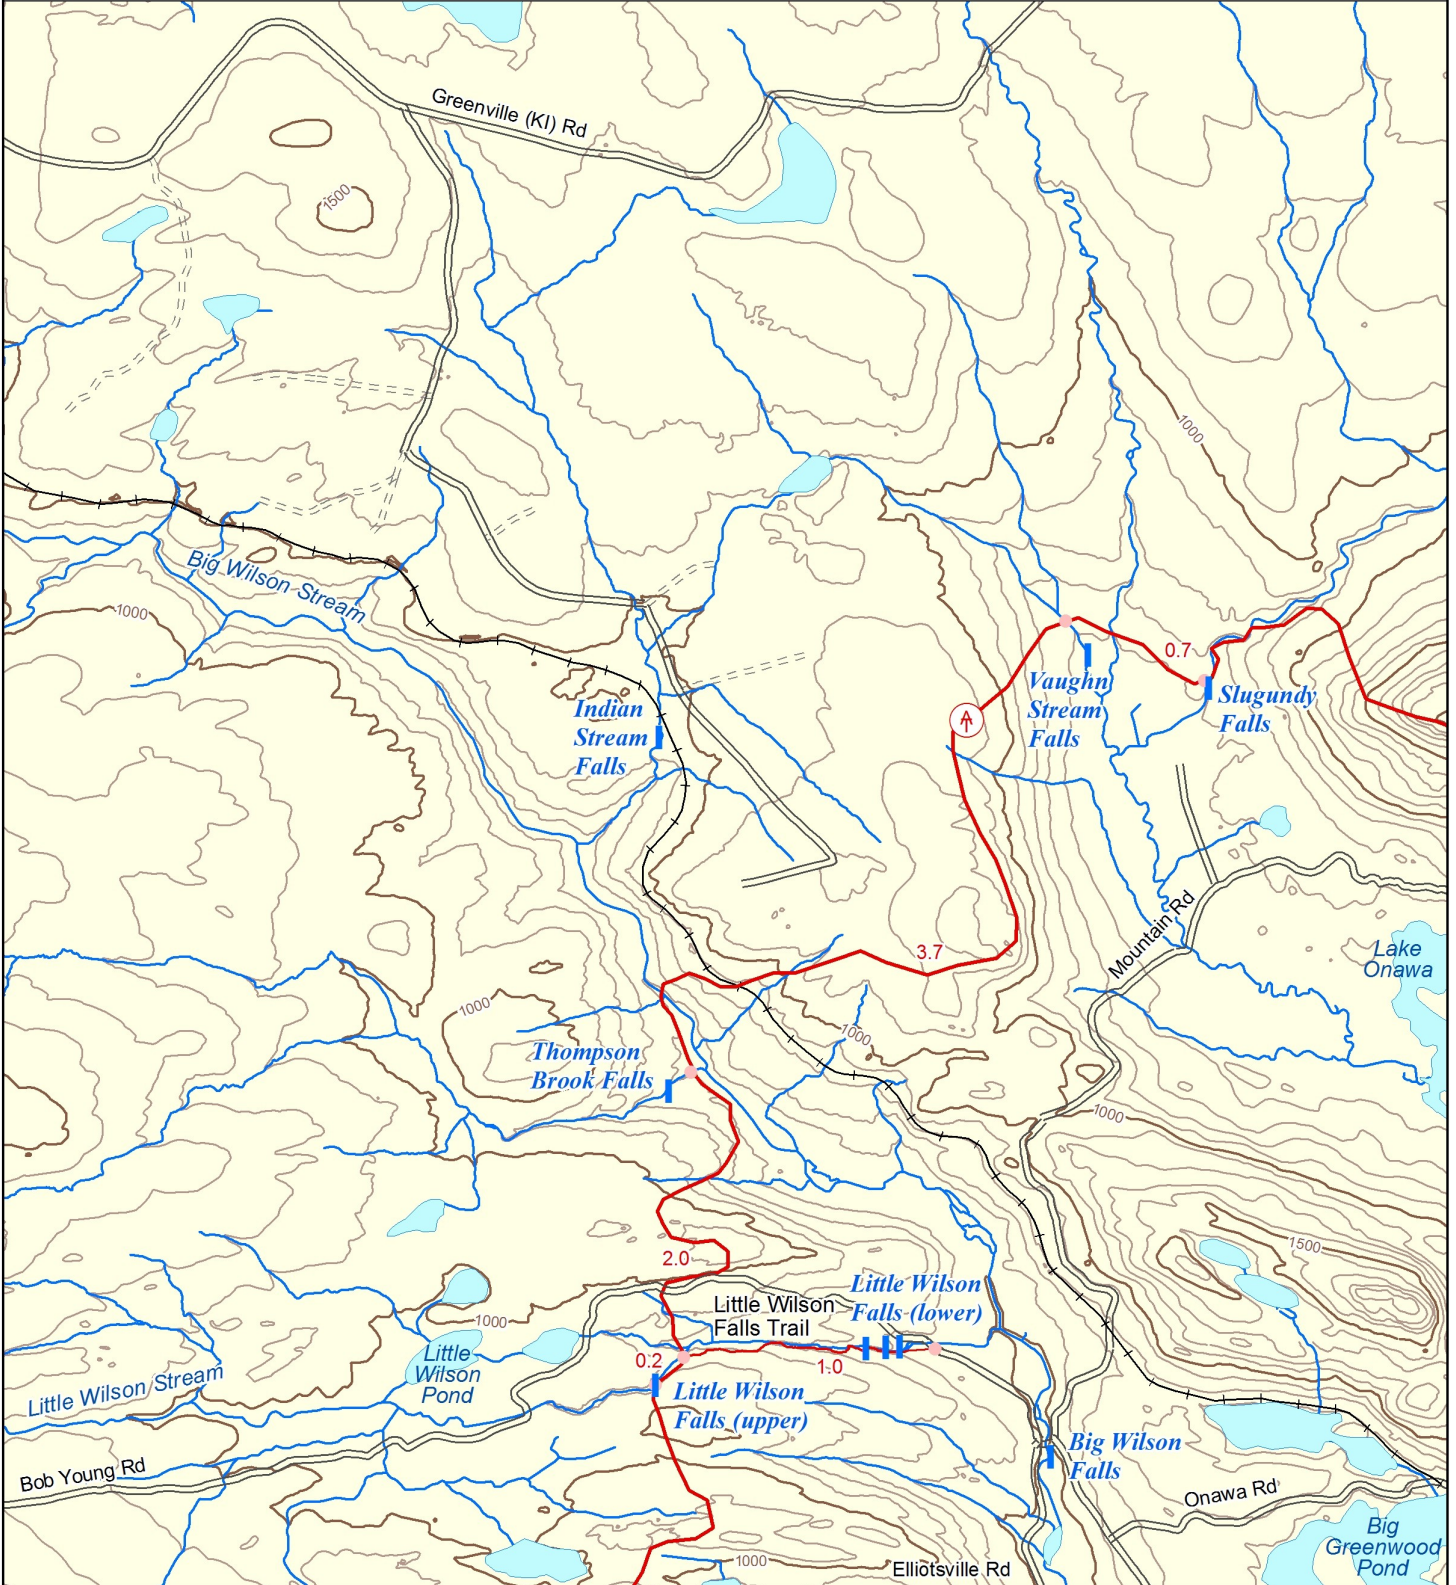 Greenville (KI) Rd
1500
1000
Big Wilson Stream
1000
0.7
Vaughn
Stream
Falls
Slugundy
Falls
Indian
Stream
Falls
Mountain Rd
Lake
Onawa
3.7
1000
1000
Thompson
Brook Falls
1000
1500
2.0
Little Wilson
Falls (lower)
Little Wilson
Falls Trail
1000
Little
Wilson
Pond
0.2
1.0
Little Wilson Stream
Little Wilson
Falls (upper)
Big Wilson
Falls
Bob Young Rd
Onawa Rd
Big
Greenwood
Pond
1000
Elliotsville Rd